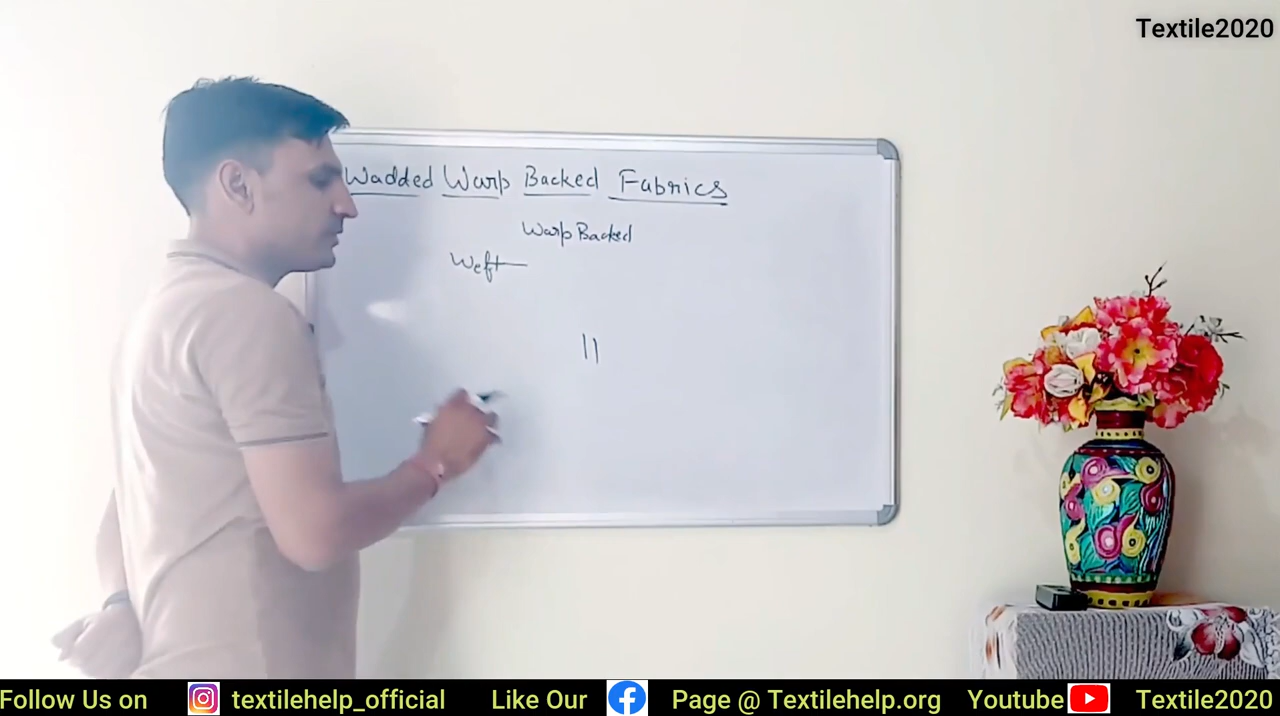 Textile2020
Wadded Warp Backed Fabrics
Warp Backed
Weft
Follow Us on textilehelp_official Like Our Page @ Textilehelp.org Youtube Textile2020